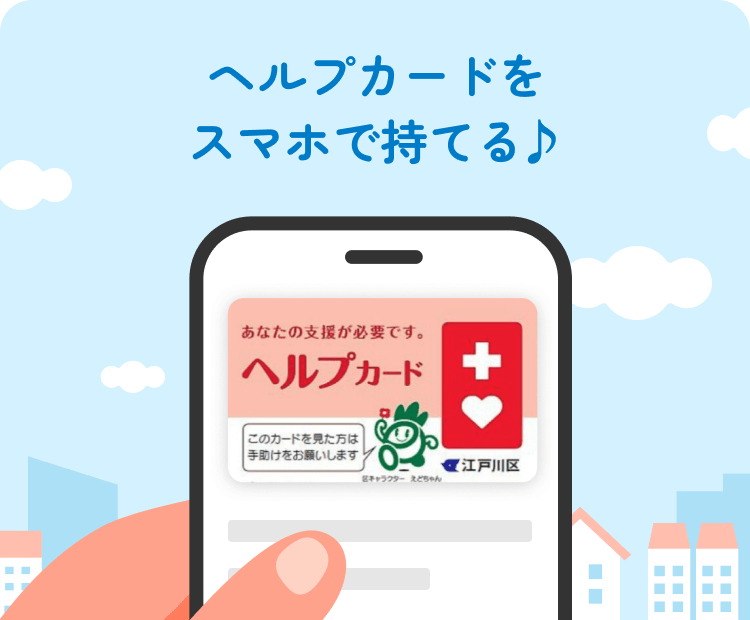 ヘルプカードを
スマホで持てる♪
あなたの支援が必要です。
ヘルプカード
このカードを見た方は
手助けをお願いします
江戸川区
区キャラクター えどちゃん